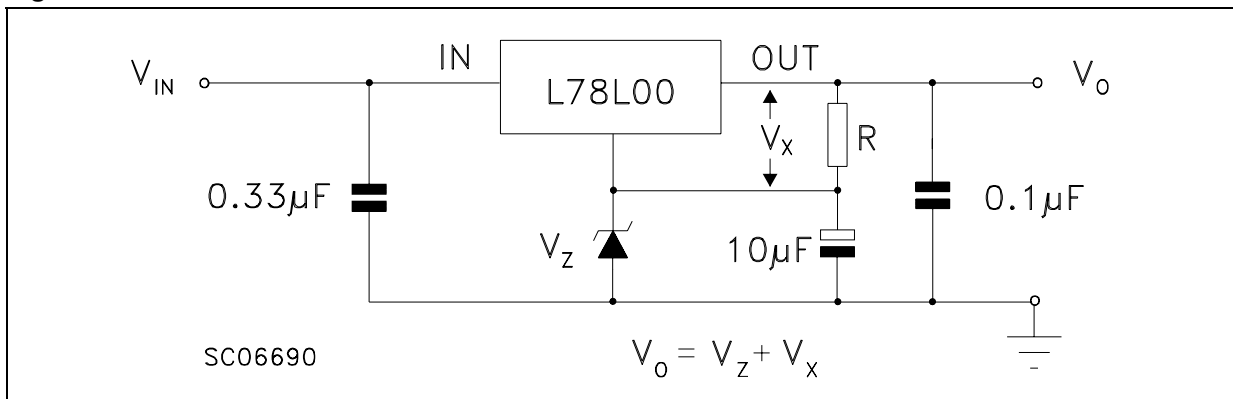 IN
OUT
V_IN
L78L00
V_O
V_X
R
0.33µF
0.1µF
V_Z
10µF
SC06690
V_O = V_Z + V_X